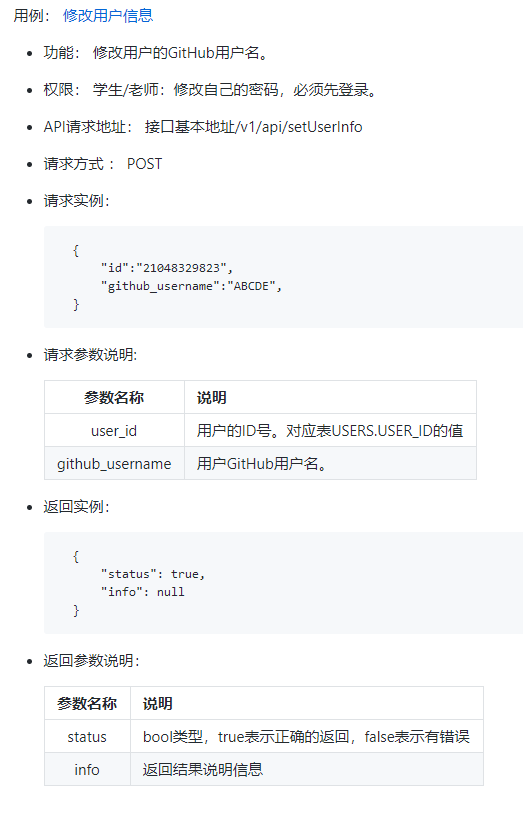 用例： 修改用户信息
功能： 修改用户的GitHub用户名。
权限： 学生/老师：修改自己的密码，必须先登录。
API请求地址： 接口基本地址/v1/api/setUserInfo
请求方式 ： POST
请求实例：
{
"id":"21048329823",
"github_username":"ABCDE",
}
请求参数说明:
参数名称 说明
user_id 用户的ID号。对应表USERS.USER_ID的值
github_username 用户GitHub用户名。
返回实例：
{
"status": true,
"info": null
}
返回参数说明：
参数名称 说明
status bool类型，true表示正确的返回，false表示有错误
info 返回结果说明信息